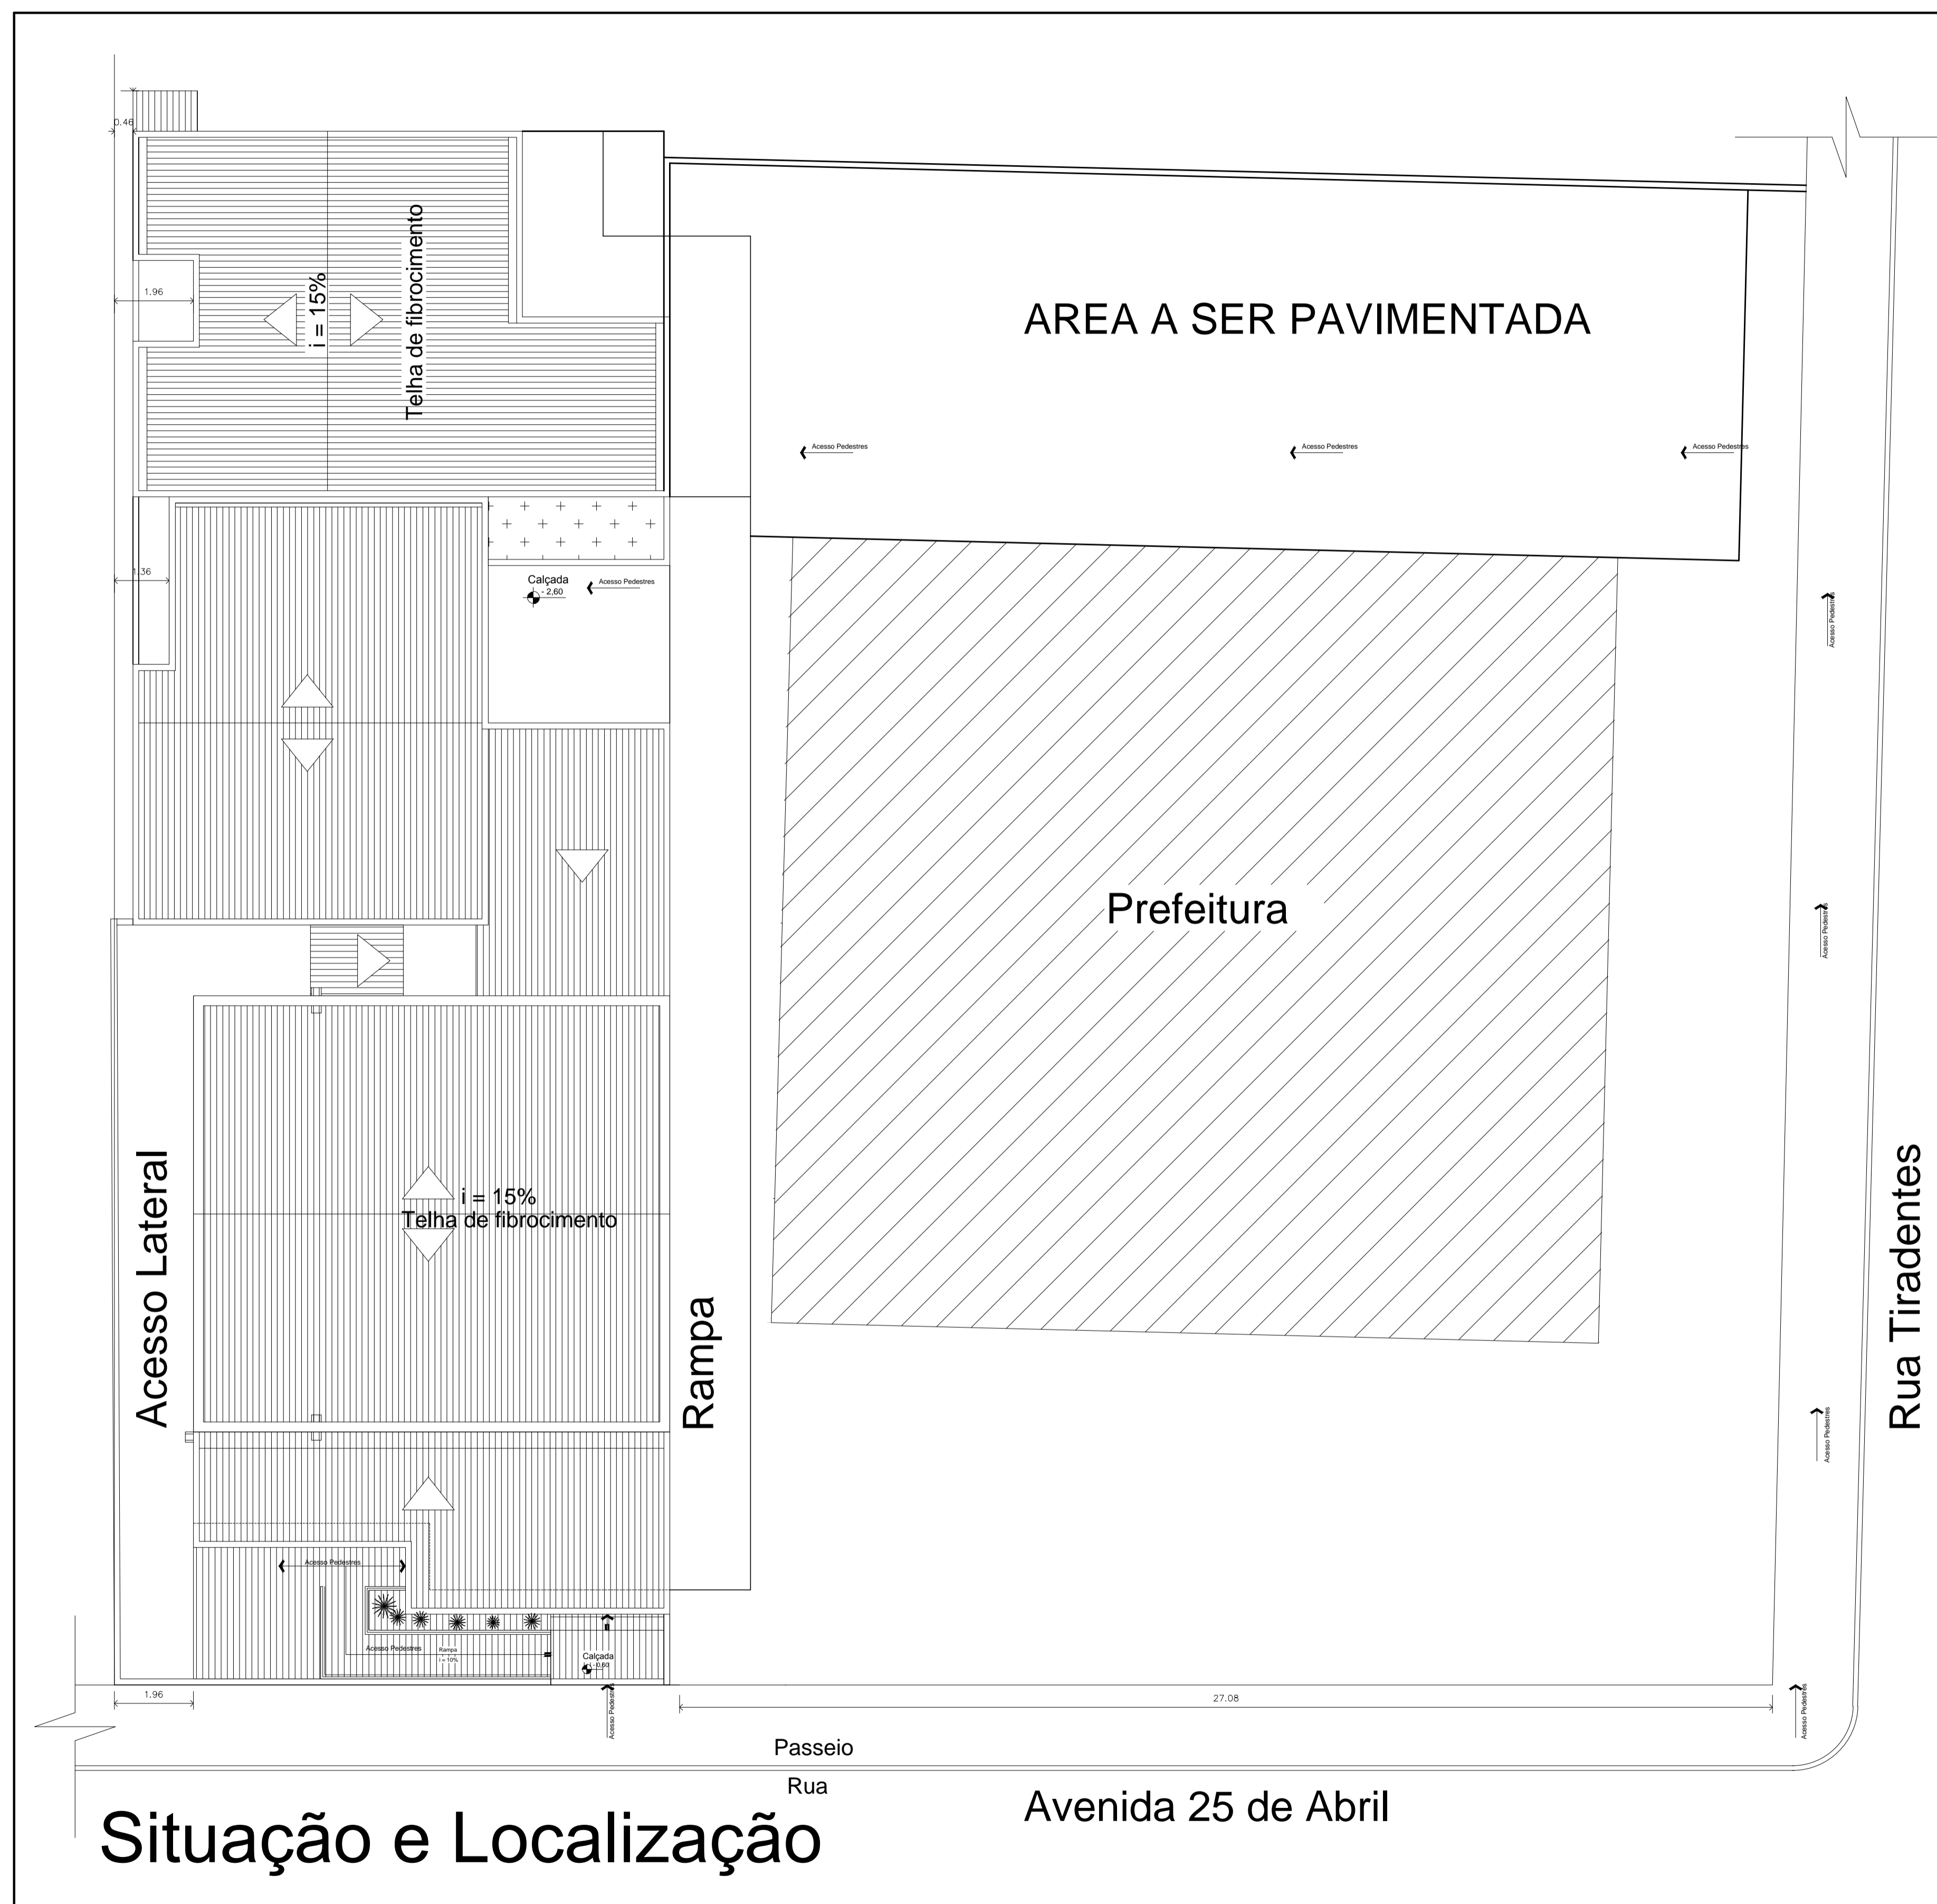 0.46
i = 15%
Telha de fibrocimento
1.96
AREA A SER PAVIMENTADA
Acesso Pedestres
Acesso Pedestres
Acesso Pedestres
1.36
Calçada
- 2,60
Acesso Pedestres
Acesso Pedestres
Prefeitura
Acesso Pedestres
i = 15%
Telha de fibrocimento
Acesso Lateral
Rampa
Rua Tiradentes
Acesso Pedestres
Acesso Pedestres
Acesso Pedestres
Rampa
i = 10%
Calçada
- 0,60
1.96
Acesso Pedestres
27.08
Acesso Pedestres
Passeio
Rua
Avenida 25 de Abril
Situação e Localização